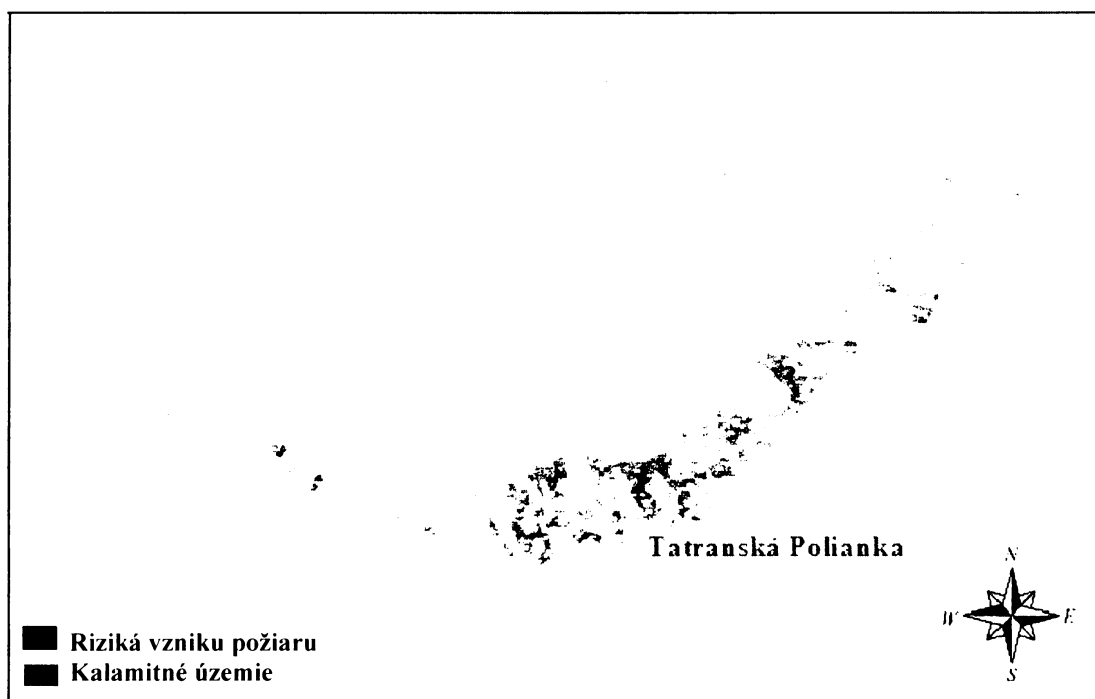 Tatranská Polianka
N
W E
S
Riziká vzniku požiaru
Kalamitné územie